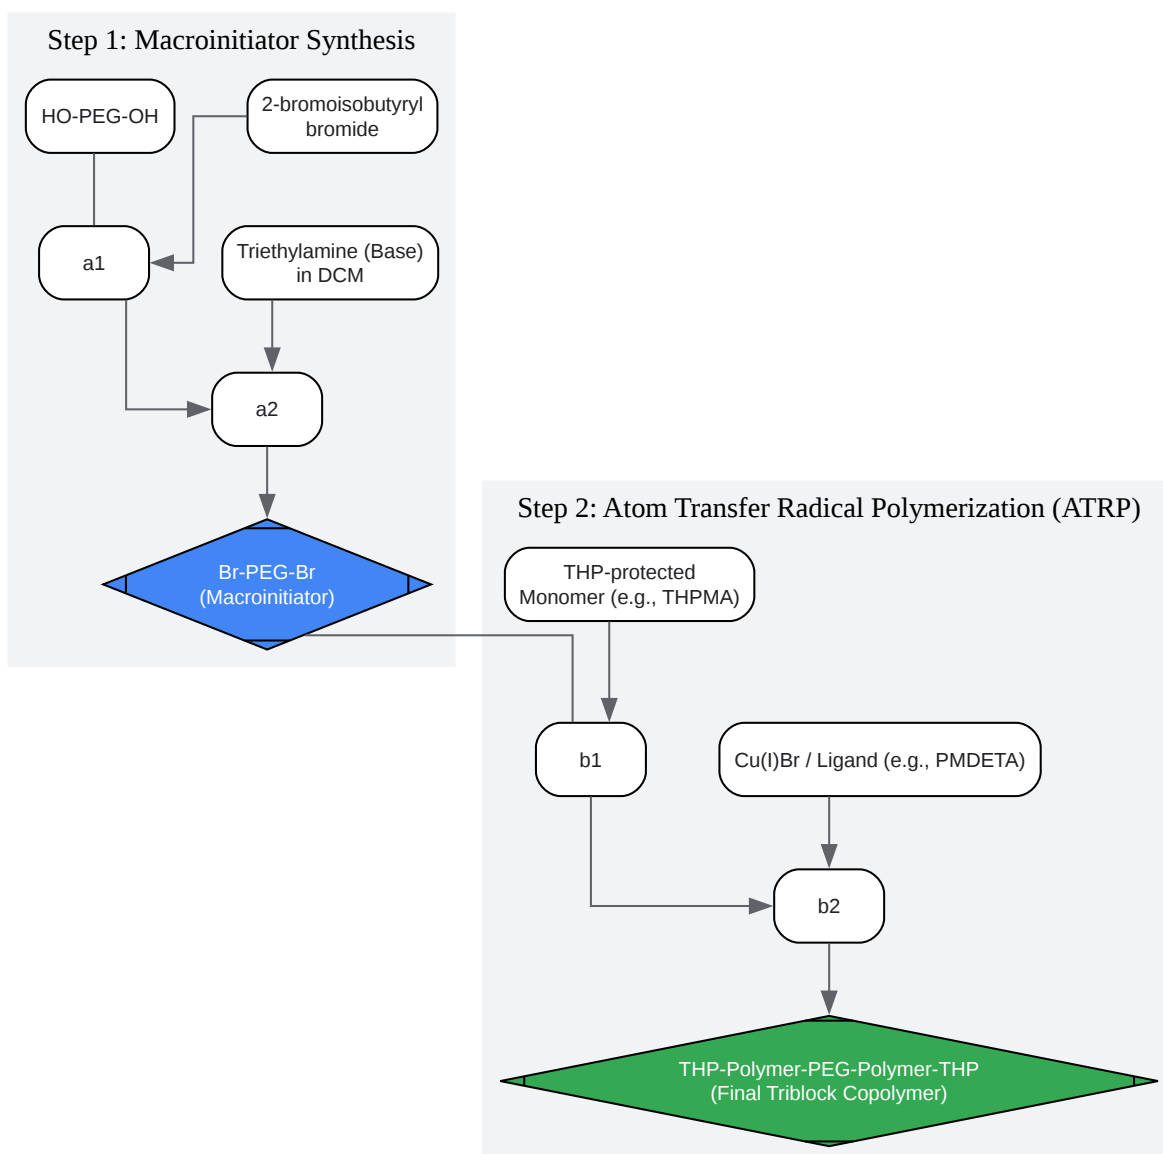 Step 1: Macroinitiator Synthesis
HO-PEG-OH
2-bromoisobutyryl
bromide
a1
Triethylamine (Base)
in DCM
a2
Br-PEG-Br
(Macroinitiator)
Step 2: Atom Transfer Radical Polymerization (ATRP)
THP-protected
Monomer (e.g., THPMA)
b1
Cu(I)Br / Ligand (e.g., PMDETA)
b2
THP-Polymer-PEG-Polymer-THP
(Final Triblock Copolymer)